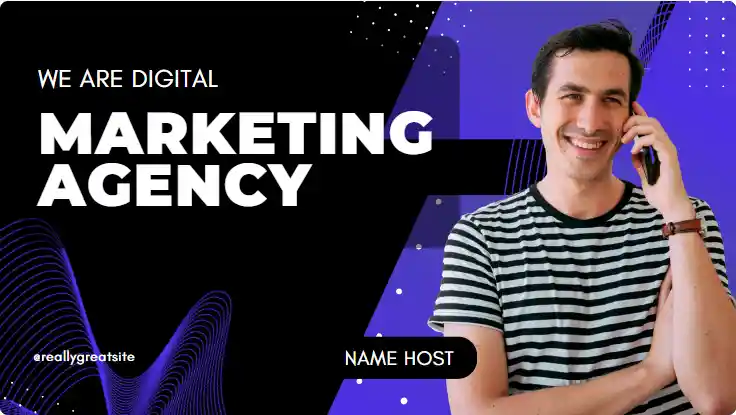 WE ARE DIGITAL
MARKETING
AGENCY
@reallygreatsite
NAME HOST